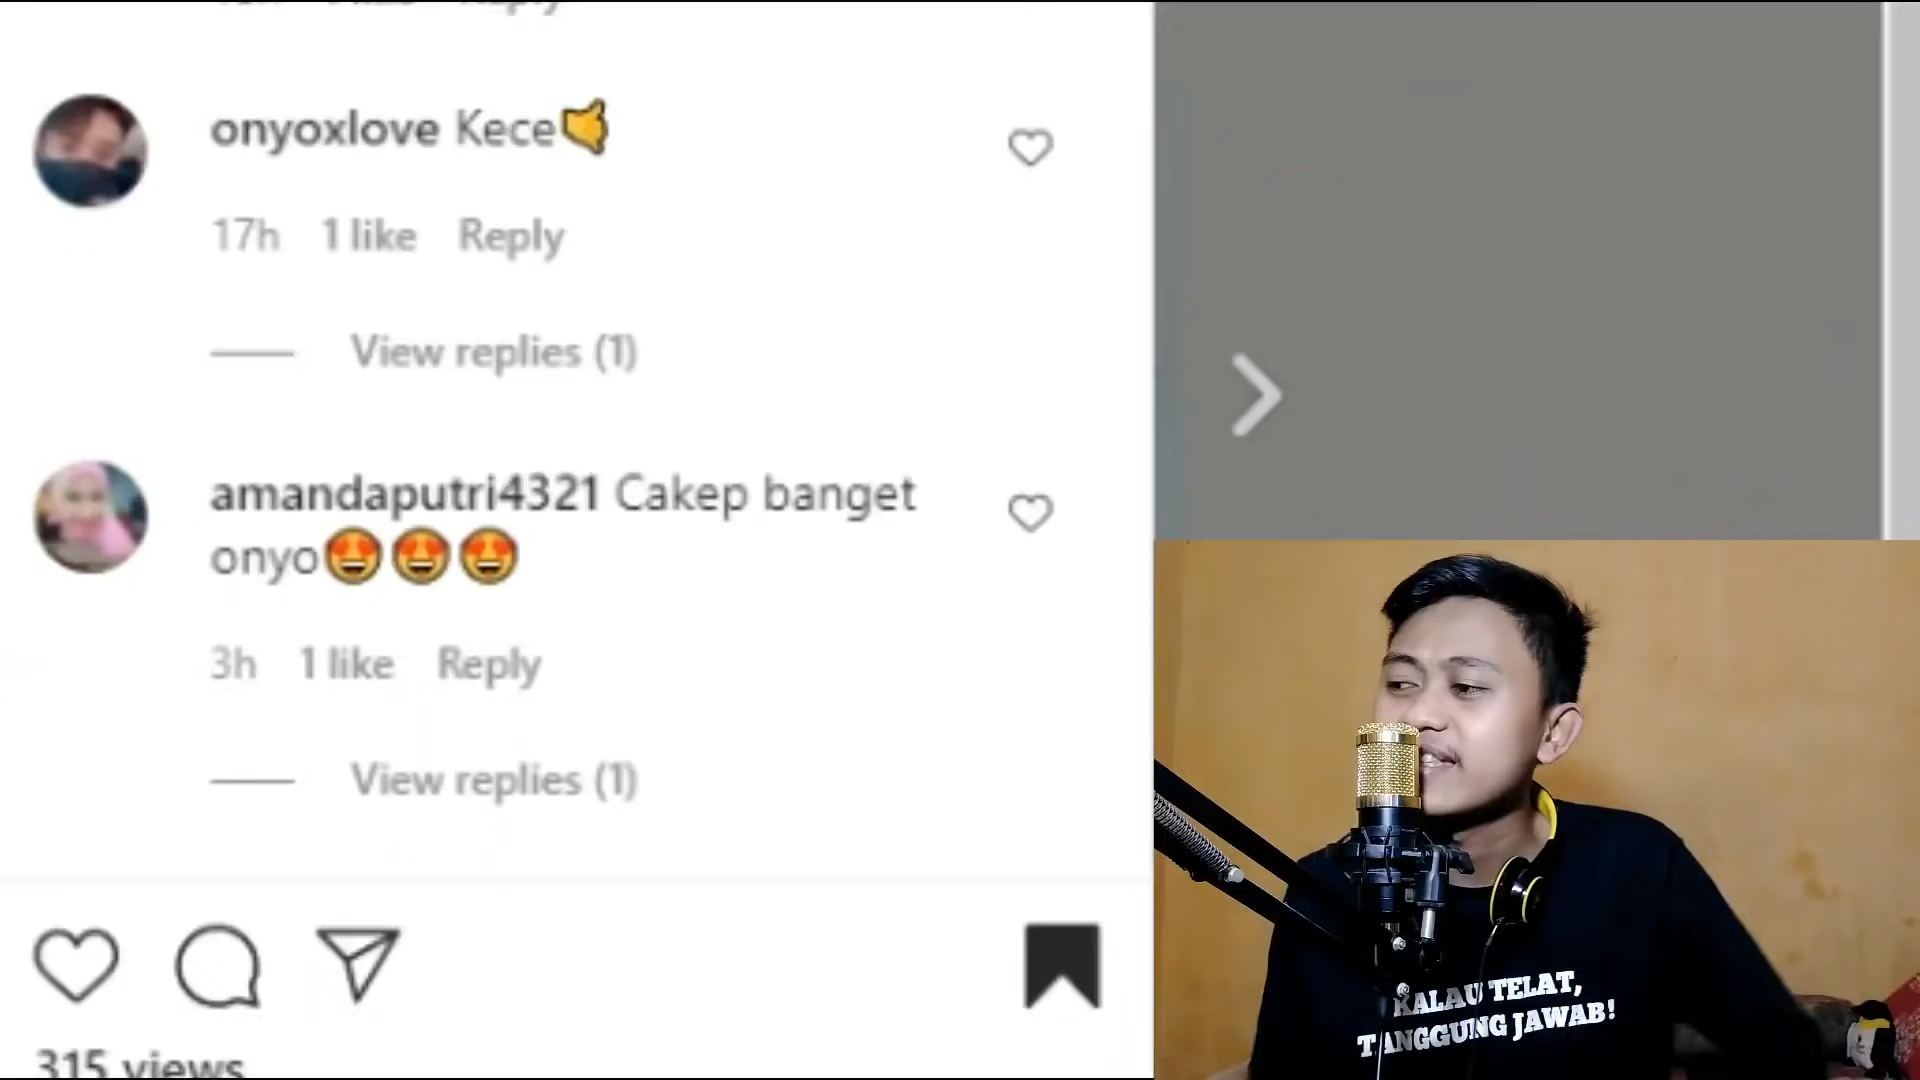 onyoxlove Kece🤙
17h 1 like Reply
View replies (1)
amandaputri4321 Cakep banget
onyo😍😍😍
3h 1 like Reply
View replies (1)
315 views
KALAU TELAT,
TANGGUNG JAWAB!